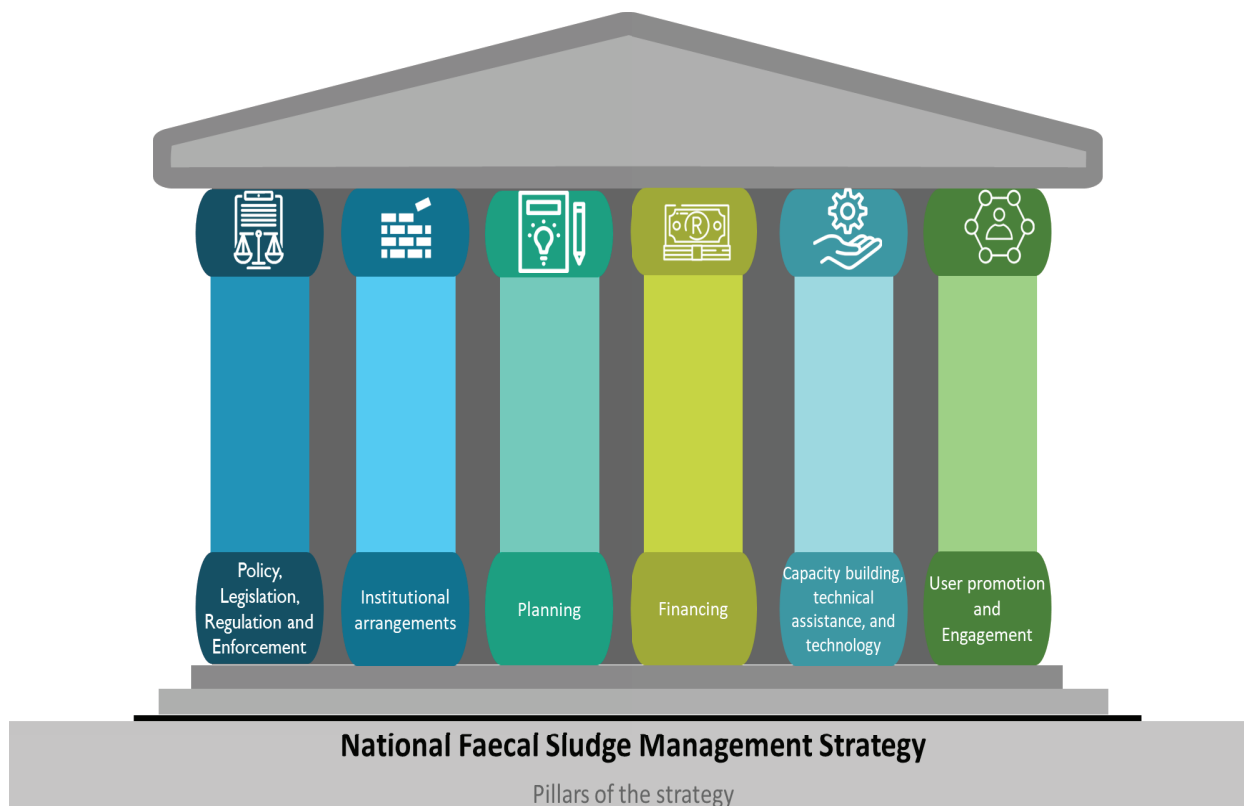 R
Policy,
Legislation,
Regulation and
Enforcement
Institutional
arrangements
Planning
Financing
Capacity building,
technical
assistance, and
technology
User promotion
and
Engagement
National Faecal Sludge Management Strategy
Pillars of the strategy